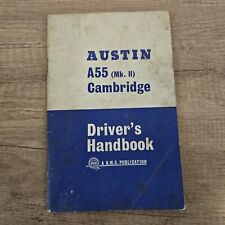 AUSTIN
A55 (Mk. II)
Cambridge
Driver's
Handbook
A B.M.C. PUBLICATION